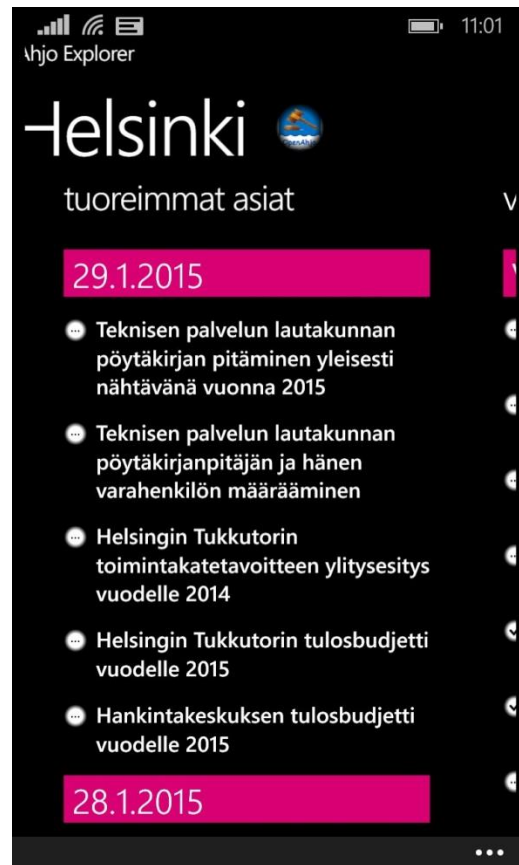 11:01
Ahjo Explorer
Helsinki
OpenAhjo
tuoreimmat asiat
v
29.1.2015
Teknisen palvelun lautakunnan
pöytäkirjan pitäminen yleisesti
nähtävänä vuonna 2015
Teknisen palvelun lautakunnan
pöytäkirjanpitäjän ja hänen
varahenkilön määrääminen
Helsingin Tukkutorin
toimintakatetavoitteen ylitysesitys
vuodelle 2014
Helsingin Tukkutorin tulosbudjetti
vuodelle 2015
Hankintakeskuksen tulosbudjetti
vuodelle 2015
28.1.2015